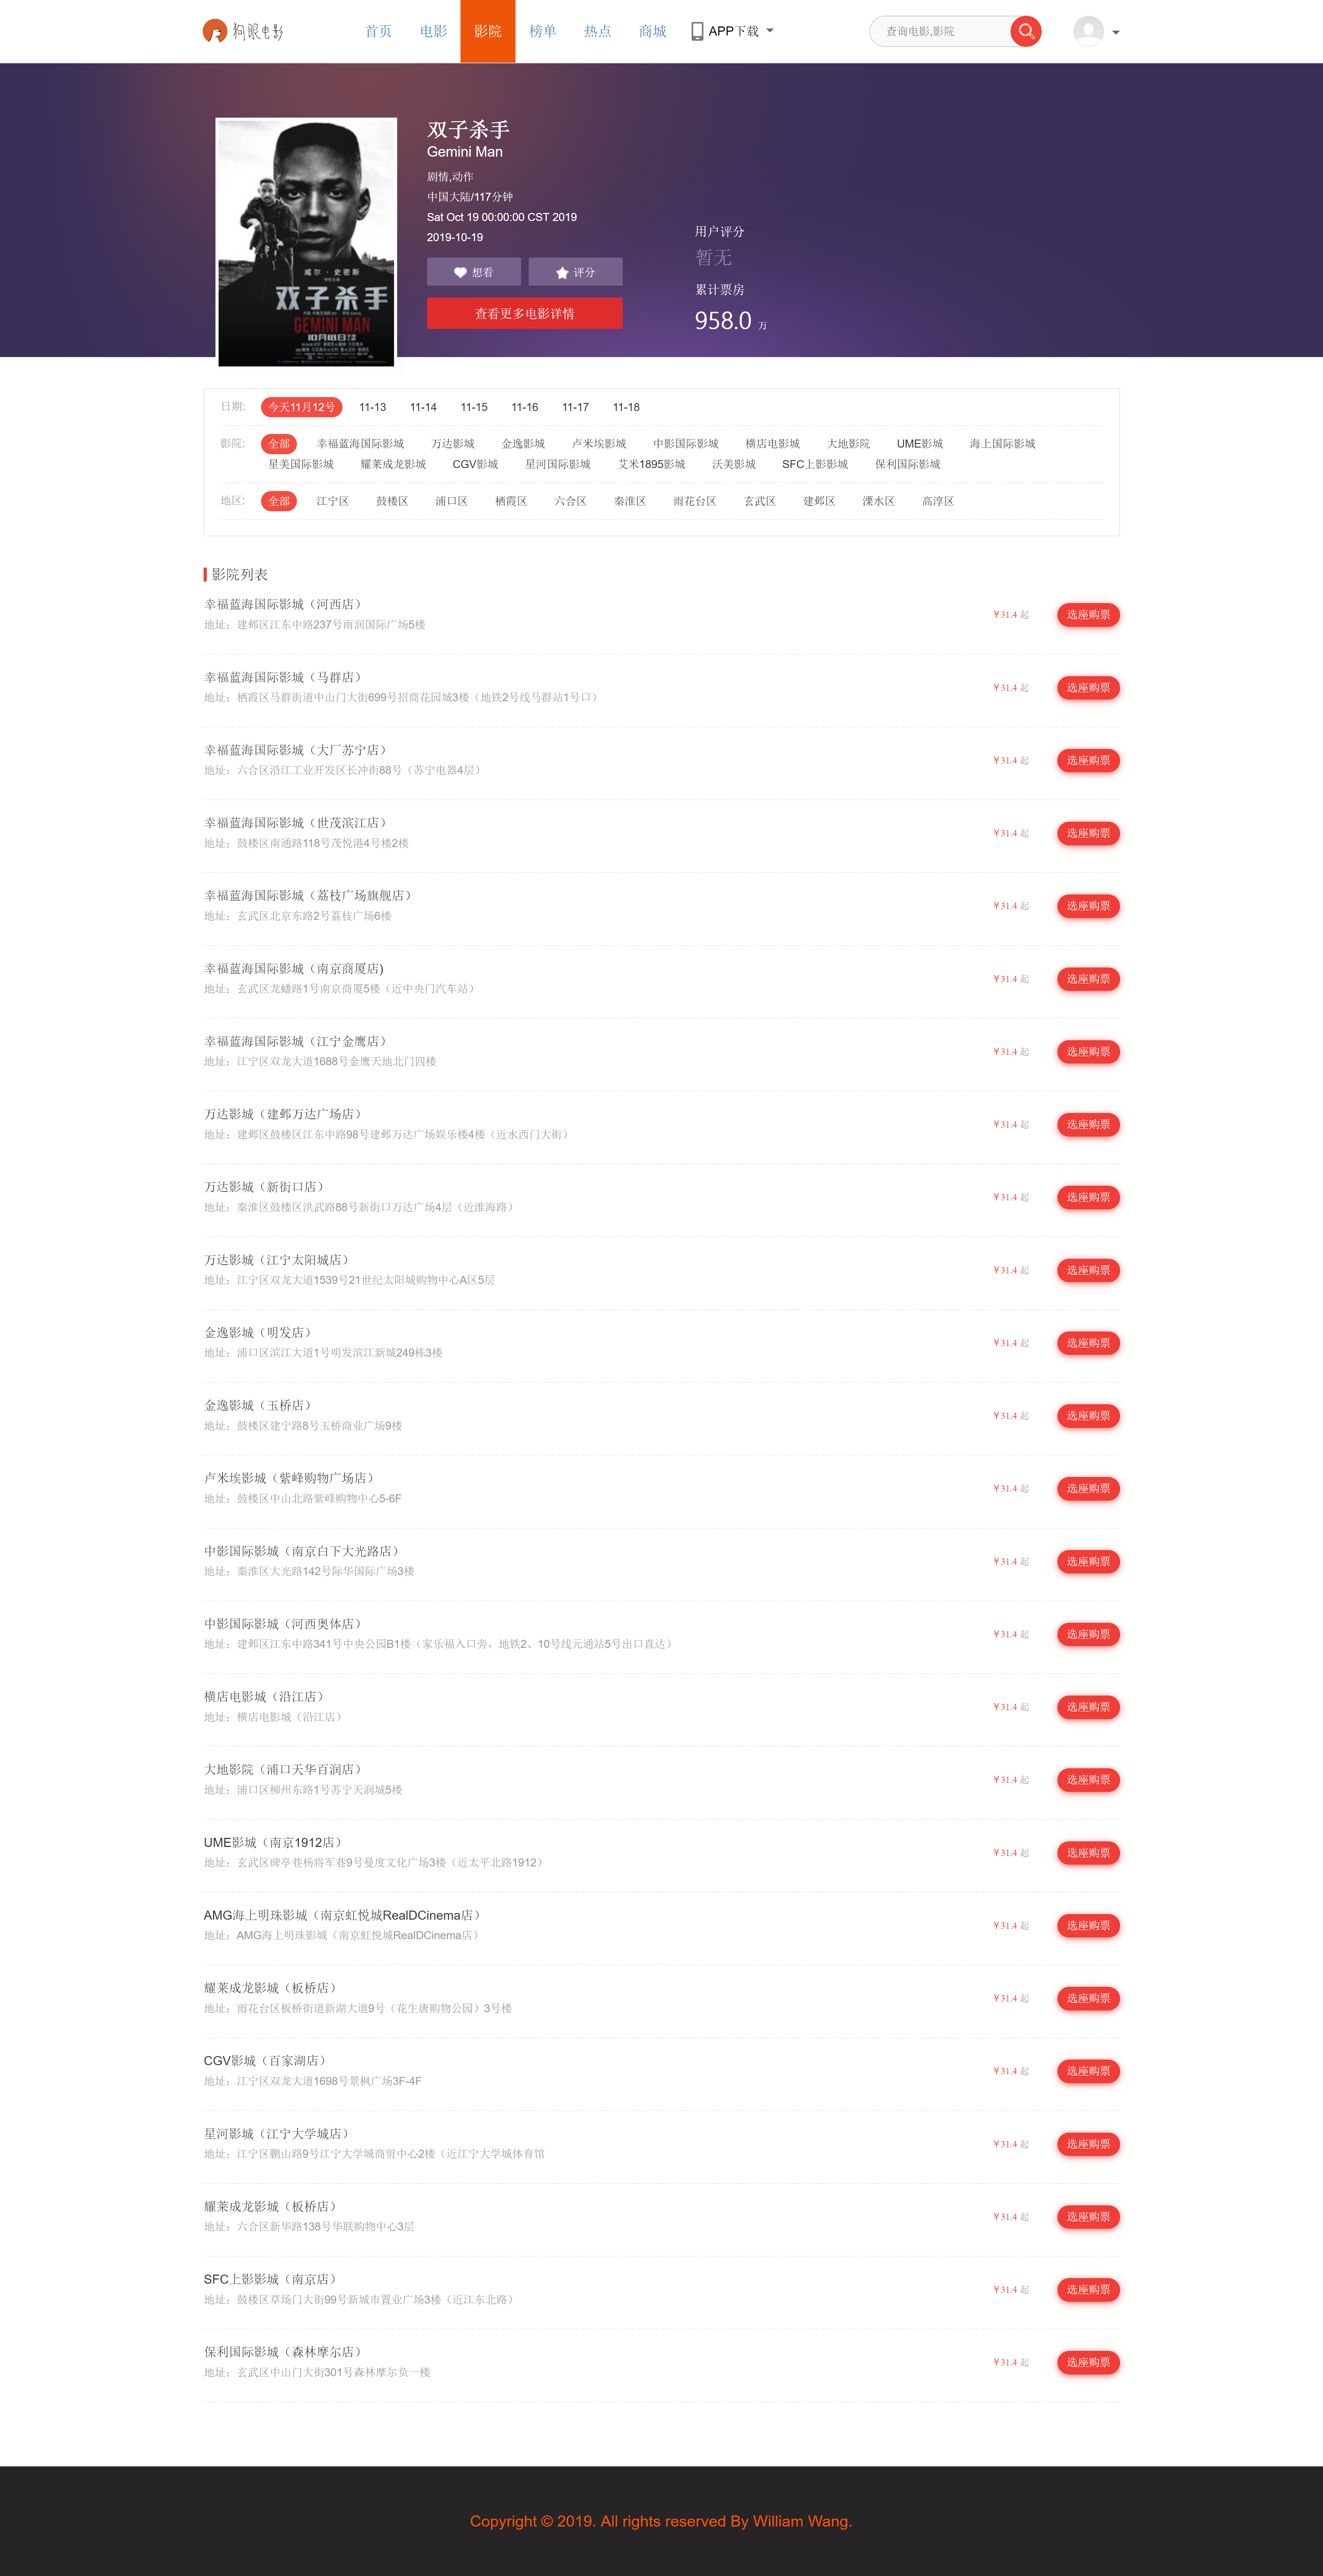 狗眼电影
首页 电影 影院 榜单 热点 商城 APP下载
查询电影,影院
双子杀手
Gemini Man
剧情,动作
中国大陆/117分钟
Sat Oct 19 00:00:00 CST 2019
2019-10-19
想看 评分
查看更多电影详情
用户评分
暂无
累计票房
958.0 万
威尔·史密斯
双子杀手
GEMINI MAN
10月18日
日期: 今天11月12号 11-13 11-14 11-15 11-16 11-17 11-18
影院: 全部 幸福蓝海国际影城 万达影城 金逸影城 卢米埃影城 中影国际影城 横店电影城 大地影院 UME影城 海上国际影城
星美国际影城 耀莱成龙影城 CGV影城 星河国际影城 艾米1895影城 沃美影城 SFC上影影城 保利国际影城
地区: 全部 江宁区 鼓楼区 浦口区 栖霞区 六合区 秦淮区 雨花台区 玄武区 建邺区 溧水区 高淳区
影院列表
幸福蓝海国际影城（河西店）
地址：建邺区江东中路237号雨润国际广场5楼
￥31.4 起 选座购票
幸福蓝海国际影城（马群店）
地址：栖霞区马群街道中山门大街699号招商花园城3楼（地铁2号线马群站1号口）
￥31.4 起 选座购票
幸福蓝海国际影城（大厂苏宁店）
地址：六合区沿江工业开发区长冲街88号（苏宁电器4层）
￥31.4 起 选座购票
幸福蓝海国际影城（世茂滨江店）
地址：鼓楼区南通路118号茂悦港4号楼2楼
￥31.4 起 选座购票
幸福蓝海国际影城（荔枝广场旗舰店）
地址：玄武区北京东路2号荔枝广场6楼
￥31.4 起 选座购票
幸福蓝海国际影城（南京商厦店)
地址：玄武区龙蟠路1号南京商厦5楼（近中央门汽车站）
￥31.4 起 选座购票
幸福蓝海国际影城（江宁金鹰店）
地址：江宁区双龙大道1688号金鹰天地北门四楼
￥31.4 起 选座购票
万达影城（建邺万达广场店）
地址：建邺区鼓楼区江东中路98号建邺万达广场娱乐楼4楼（近水西门大街）
￥31.4 起 选座购票
万达影城（新街口店）
地址：秦淮区鼓楼区洪武路88号新街口万达广场4层（近淮海路）
￥31.4 起 选座购票
万达影城（江宁太阳城店）
地址：江宁区双龙大道1539号21世纪太阳城购物中心A区5层
￥31.4 起 选座购票
金逸影城（明发店）
地址：浦口区滨江大道1号明发滨江新城249栋3楼
￥31.4 起 选座购票
金逸影城（玉桥店）
地址：鼓楼区建宁路8号玉桥商业广场9楼
￥31.4 起 选座购票
卢米埃影城（紫峰购物广场店）
地址：鼓楼区中山北路紫峰购物中心5-6F
￥31.4 起 选座购票
中影国际影城（南京白下大光路店）
地址：秦淮区大光路142号际华国际广场3楼
￥31.4 起 选座购票
中影国际影城（河西奥体店）
地址：建邺区江东中路341号中央公园B1楼（家乐福入口旁，地铁2、10号线元通站5号出口直达）
￥31.4 起 选座购票
横店电影城（沿江店）
地址：横店电影城（沿江店）
￥31.4 起 选座购票
大地影院（浦口天华百润店）
地址：浦口区柳州东路1号苏宁天润城5楼
￥31.4 起 选座购票
UME影城（南京1912店）
地址：玄武区碑亭巷杨将军巷9号曼度文化广场3楼（近太平北路1912）
￥31.4 起 选座购票
AMG海上明珠影城（南京虹悦城RealDCinema店）
地址：AMG海上明珠影城（南京虹悦城RealDCinema店）
￥31.4 起 选座购票
耀莱成龙影城（板桥店）
地址：雨花台区板桥街道新湖大道9号（花生唐购物公园）3号楼
￥31.4 起 选座购票
CGV影城（百家湖店）
地址：江宁区双龙大道1698号景枫广场3F-4F
￥31.4 起 选座购票
星河影城（江宁大学城店）
地址：江宁区鹏山路9号江宁大学城商贸中心2楼（近江宁大学城体育馆
￥31.4 起 选座购票
耀莱成龙影城（板桥店）
地址：六合区新华路138号华联购物中心3层
￥31.4 起 选座购票
SFC上影影城（南京店）
地址：鼓楼区草场门大街99号新城市置业广场3楼（近江东北路）
￥31.4 起 选座购票
保利国际影城（森林摩尔店）
地址：玄武区中山门大街301号森林摩尔负一楼
￥31.4 起 选座购票
Copyright © 2019. All rights reserved By William Wang.